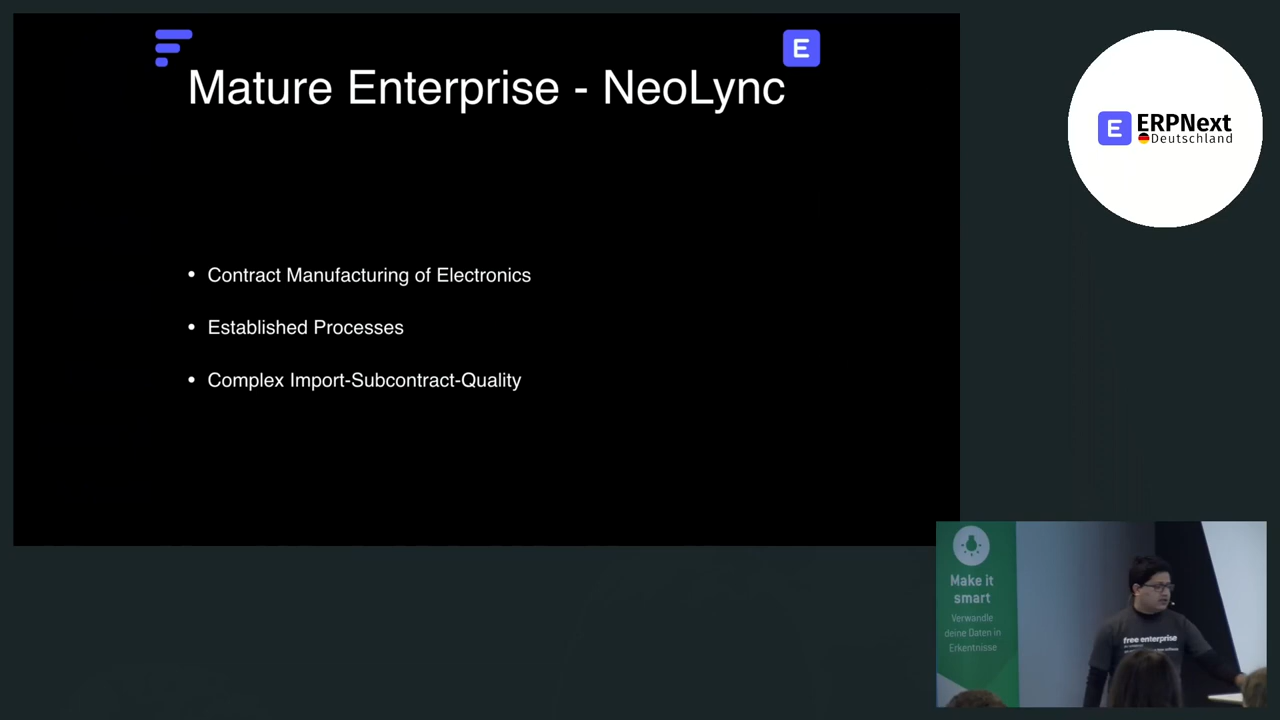 E
Mature Enterprise - NeoLync
• Contract Manufacturing of Electronics
• Established Processes
• Complex Import-Subcontract-Quality
E ERPNext
Deutschland
Make it
smart
Verwandle
deine Daten in
Erkentnisse
free enterprise